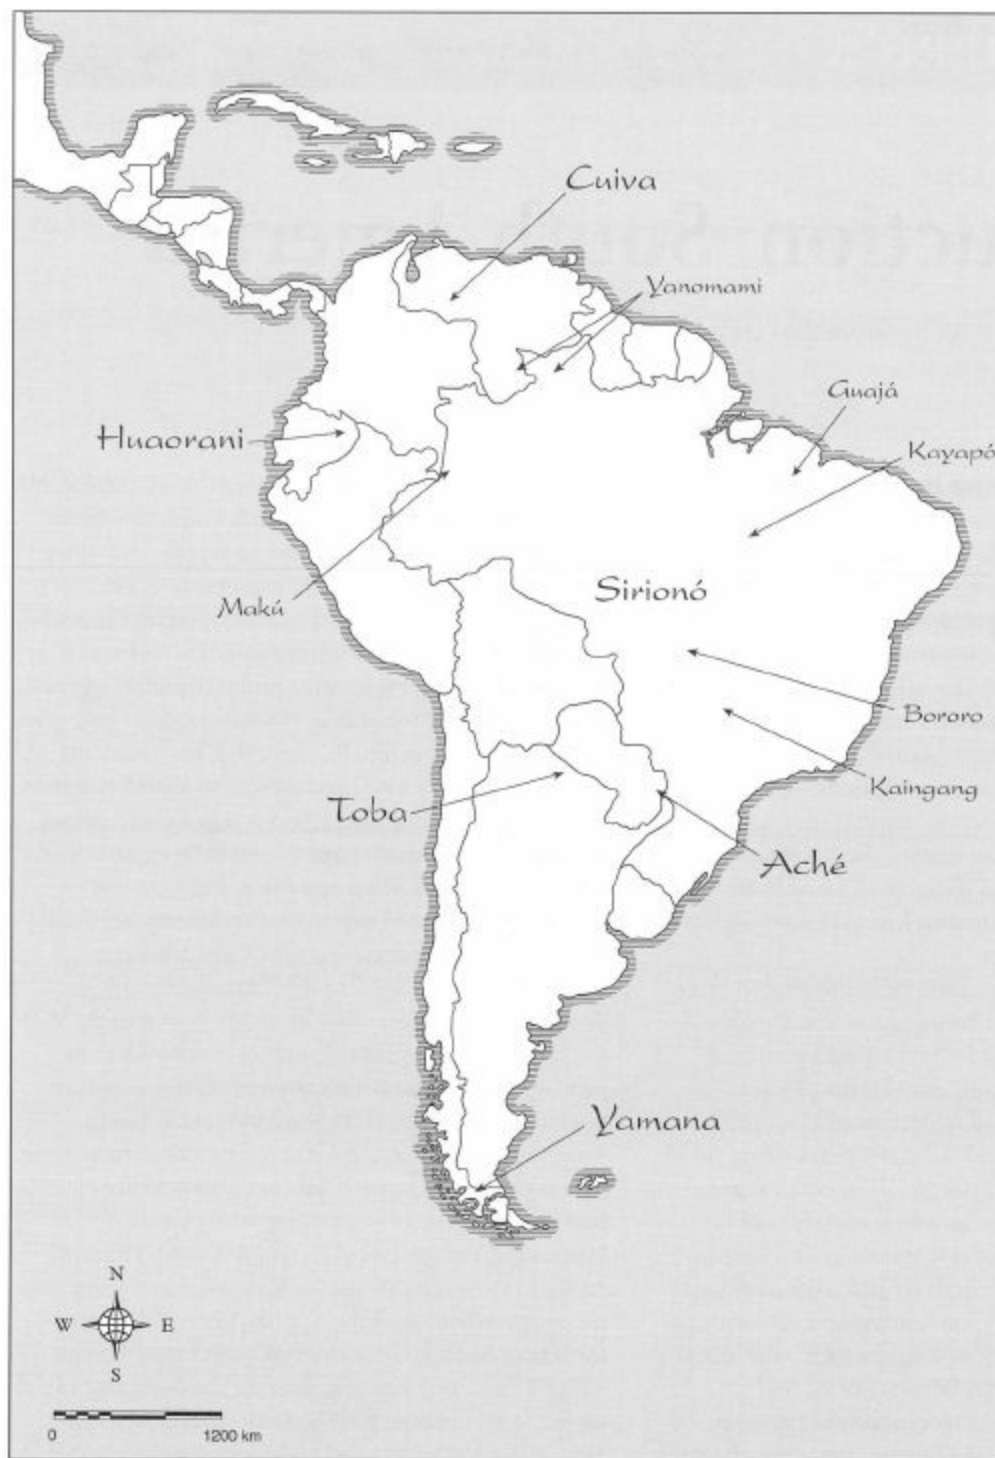 Cuiva
Yanomami
Guajá
Huaorani
Kayapó
Sirionó
Makú
Bororo
Kaingang
Toba
Aché
Yamana
N
W E
S
0 1200 km